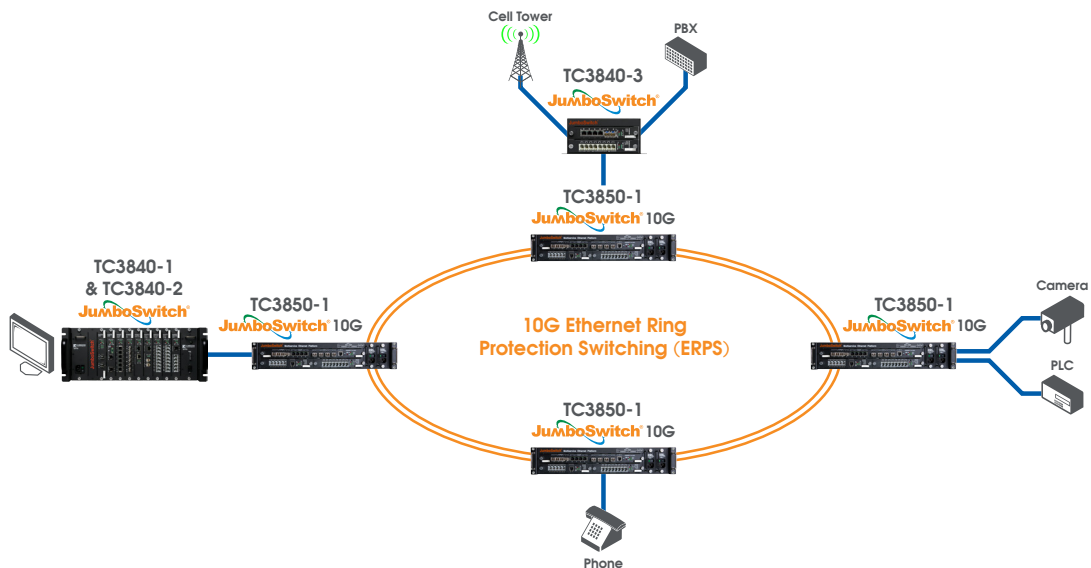 Cell Tower
PBX
TC3840-3
JumboSwitch®
JumboSwitch
TC3850-1
JumboSwitch® 10G
TC3840-1
& TC3840-2
JumboSwitch®
TC3850-1
JumboSwitch® 10G
10G Ethernet Ring
Protection Switching (ERPS)
TC3850-1
JumboSwitch® 10G
Camera
PLC
TC3850-1
JumboSwitch® 10G
Phone